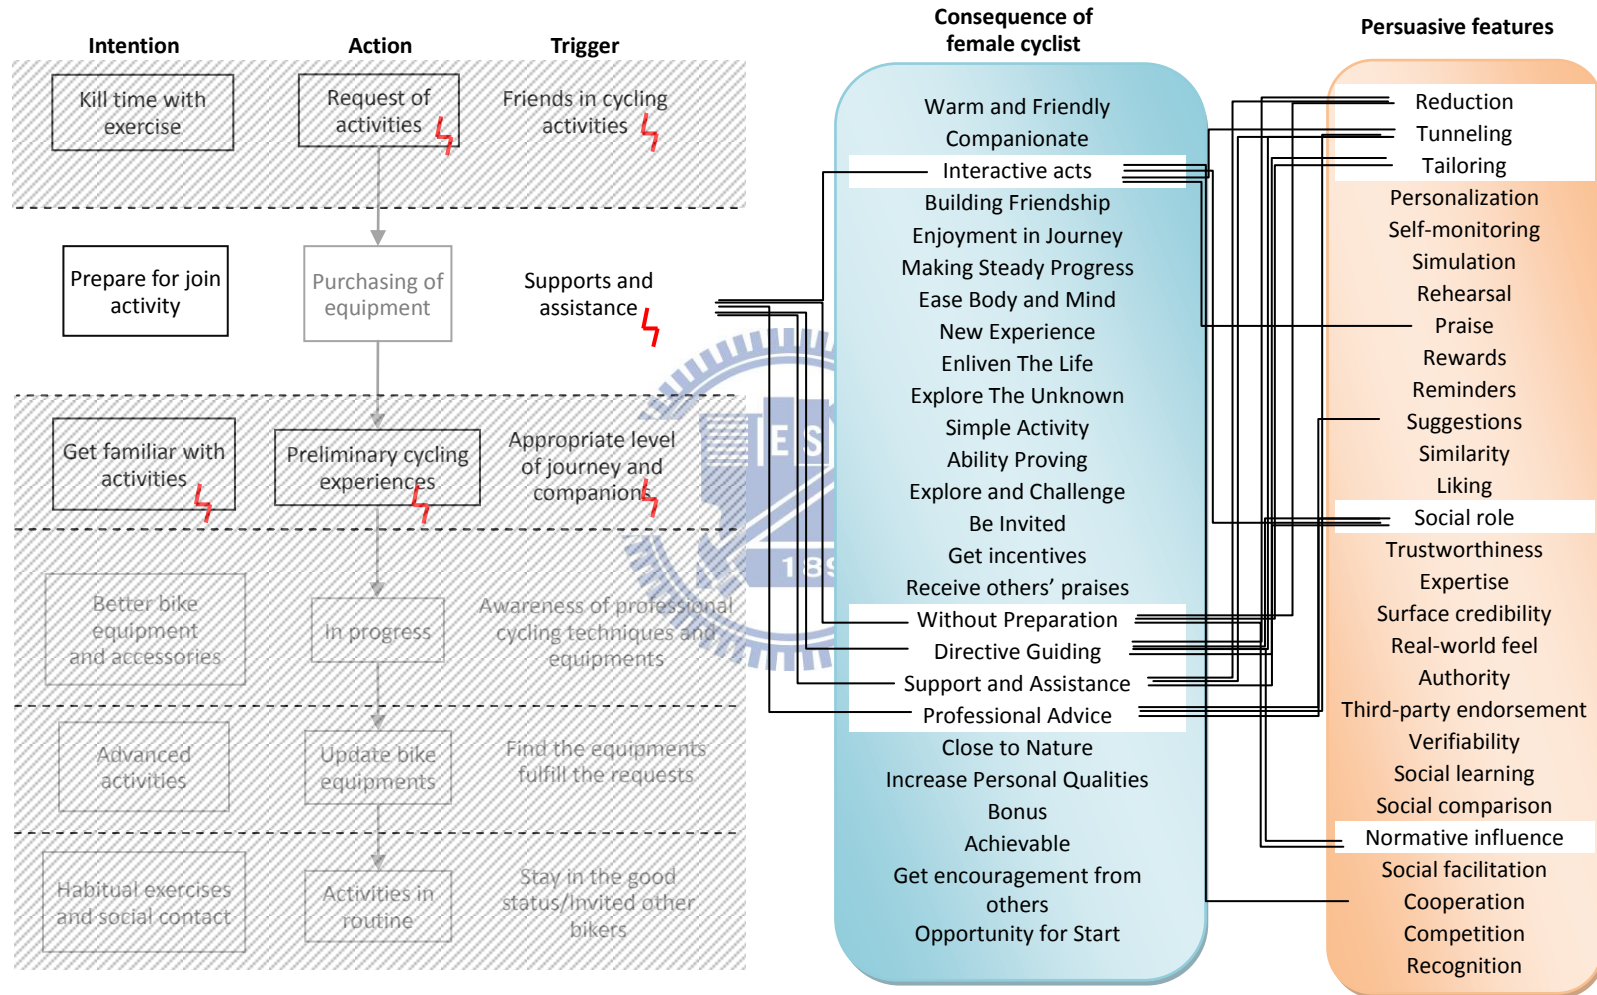 Intention
Action
Trigger
Consequence of
female cyclist
Persuasive features
Kill time with
exercise
Request of
activities
Friends in cycling
activities
Prepare for join
activity
Purchasing of
equipment
Supports and
assistance
Get familiar with
activities
Preliminary cycling
experiences
Appropriate level
of journey and
companions
Better bike
equipment
and accessories
In progress
Awareness of professional
cycling techniques and
equipments
Advanced
activities
Update bike
equipments
Find the equipments
fulfill the requests
Habitual exercises
and social contact
Activities in
routine
Stay in the good
status/Invited other
bikers
ES
189
Warm and Friendly
Companionate
Interactive acts
Building Friendship
Enjoyment in Journey
Making Steady Progress
Ease Body and Mind
New Experience
Enliven The Life
Explore The Unknown
Simple Activity
Ability Proving
Explore and Challenge
Be Invited
Get incentives
Receive others’ praises
Without Preparation
Directive Guiding
Support and Assistance
Professional Advice
Close to Nature
Increase Personal Qualities
Bonus
Achievable
Get encouragement from
others
Opportunity for Start
Reduction
Tunneling
Tailoring
Personalization
Self-monitoring
Simulation
Rehearsal
Praise
Rewards
Reminders
Suggestions
Similarity
Liking
Social role
Trustworthiness
Expertise
Surface credibility
Real-world feel
Authority
Third-party endorsement
Verifiability
Social learning
Social comparison
Normative influence
Social facilitation
Cooperation
Competition
Recognition